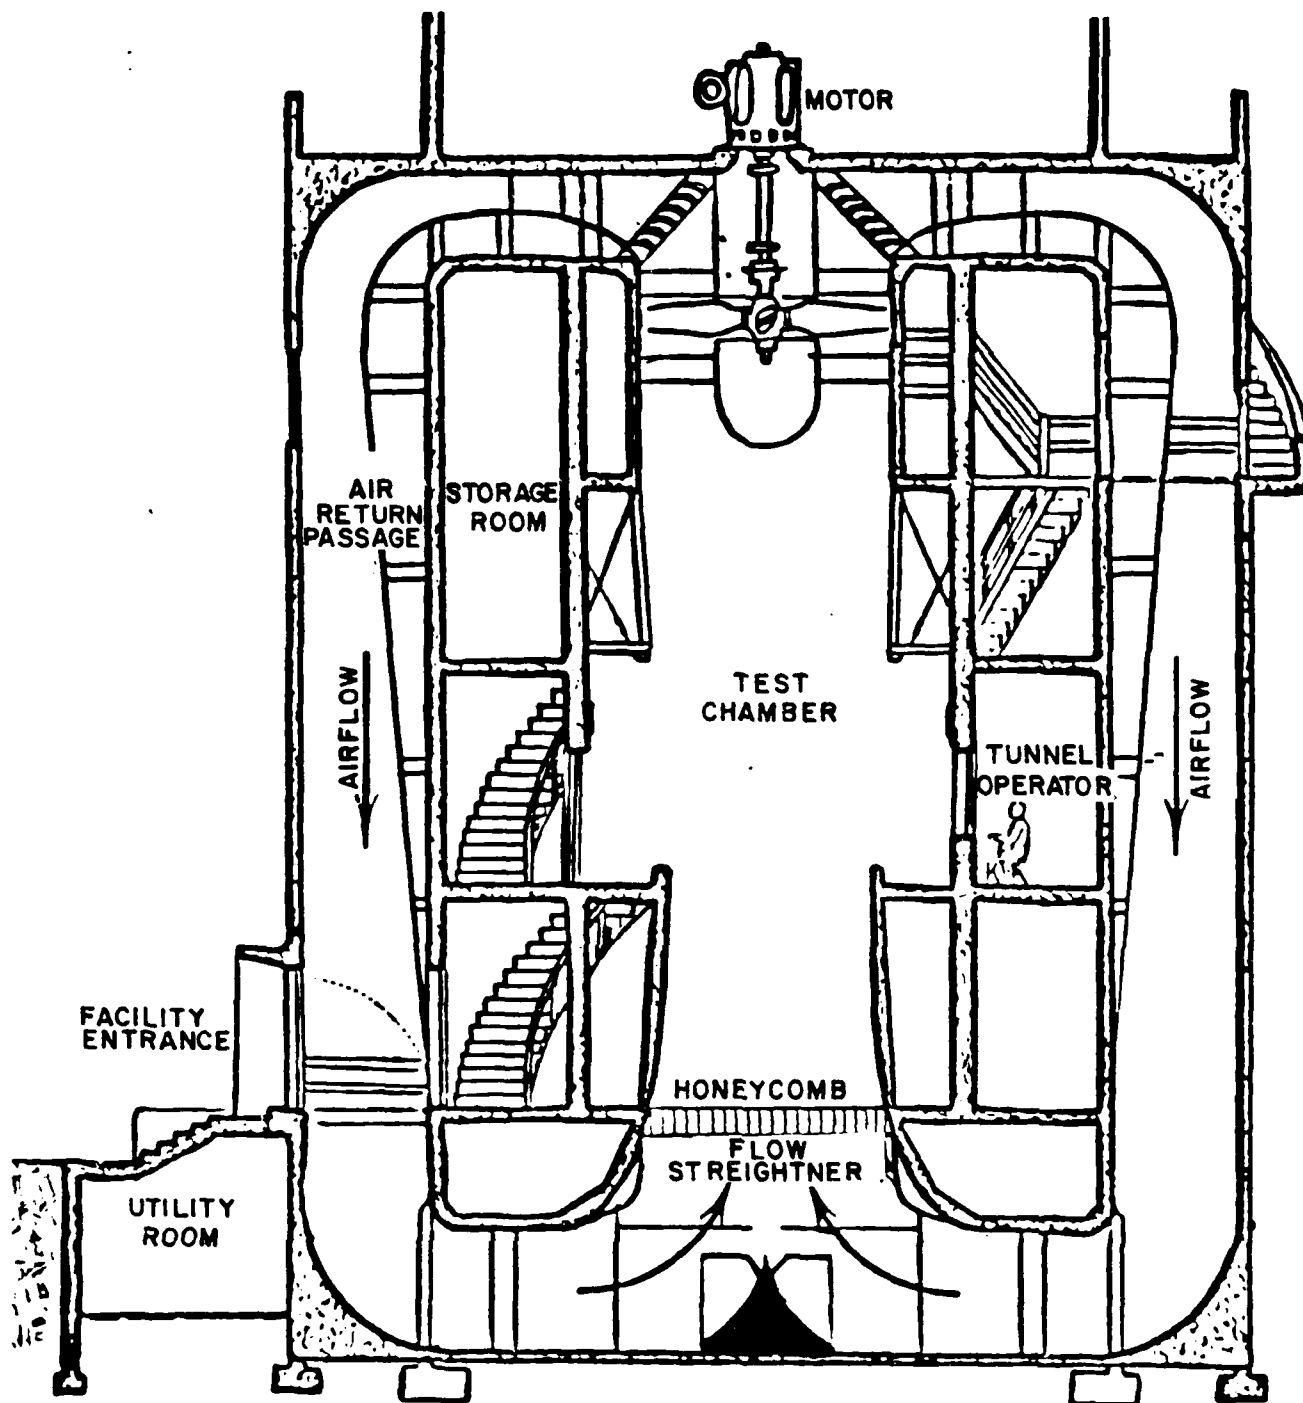 MOTOR
AIR
RETURN
PASSAGE
STORAGE
ROOM
TEST
CHAMBER
AIRFLOW
TUNNEL
OPERATOR
AIRFLOW
FACILITY
ENTRANCE
HONEYCOMB
FLOW
STREIGHTNER
UTILITY
ROOM